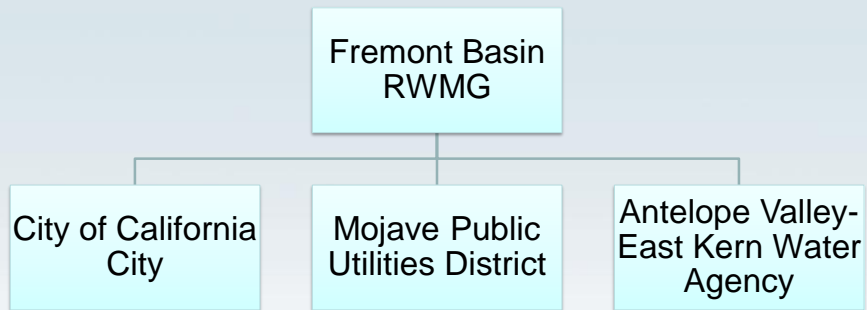 Fremont Basin
RWMG
City of California
City
Mojave Public
Utilities District
Antelope Valley-
East Kern Water
Agency